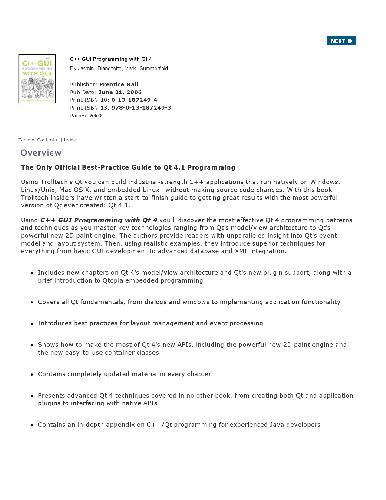 NEXT
C++ GUI
WITH QT 4
C++ GUI Programming with Qt 4
By Jasmin Blanchette, Mark Summerfield
Publisher: Prentice Hall
Pub Date: June 21, 2006
Print ISBN-10: 0-13-187249-4
Print ISBN-13: 978-0-13-187249-3
Pages:
Table of Contents | Index
Overview
The Only Official Best-Practice Guide to Qt 4.1 Programming
Using Trolltech's Qt you can build industrial-strength C++ applications that run natively on Windows,
Linux/Unix, Mac OS X, and embedded Linux--without making source code changes. With this book
Trolltech insiders have written a start-to-finish guide to getting great results with the most powerful
version of Qt ever created: Qt 4.1.
Using C++ GUI Programming with Qt 4 you'll discover the most effective Qt 4 programming patterns
and techniques as you master key technologies ranging from Qt's model/view architecture to Qt's
powerful new 2D paint engine. The authors provide readers with unparalleled insight into Qt's event
model and layout system. Then, using realistic examples, they introduce superior techniques for
everything from basic GUI development to advanced database and XML integration.
• Includes new chapters on Qt 4's model/view architecture and Qt's new plugin support, along with a
brief introduction to Qtopia embedded programming
• Covers all Qt fundamentals, from dialogs and windows to implementing application functionality
• Introduces best practices for layout management and event processing
• Shows how to make the most of Qt 4's new APIs, including the powerful new 2D paint engine and
the new easy-to-use container classes
• Contains completely updated material in every chapter
• Presents advanced Qt 4 techniques covered in no other book, from creating both Qt and application
plugins to interfacing with native APIs
• Contains an in-depth appendix on C++/Qt programming for experienced Java developers